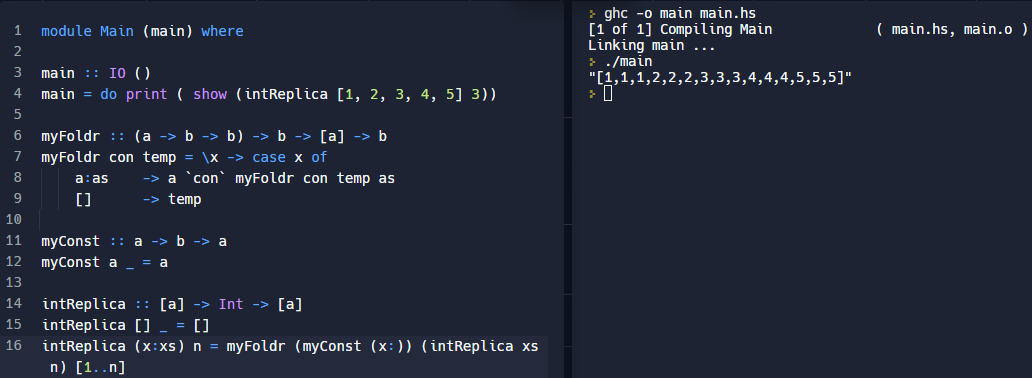 1 module Main (main) where
2
3 main :: IO ()
4 main = do print ( show (intReplica [1, 2, 3, 4, 5] 3))
5
6 myFoldr :: (a -> b -> b) -> b -> [a] -> b
7 myFoldr con temp = \x -> case x of
8     a:as    -> a `con` myFoldr con temp as
9     []      -> temp
10
11 myConst :: a -> b -> a
12 myConst a _ = a
13
14 intReplica :: [a] -> Int -> [a]
15 intReplica [] _ = []
16 intReplica (x:xs) n = myFoldr (myConst (x:)) (intReplica xs
n) [1..n]
ghc -o main main.hs
[1 of 1] Compiling Main             ( main.hs, main.o )
Linking main ...
./main
"[1,1,1,2,2,2,3,3,3,4,4,4,5,5,5]"